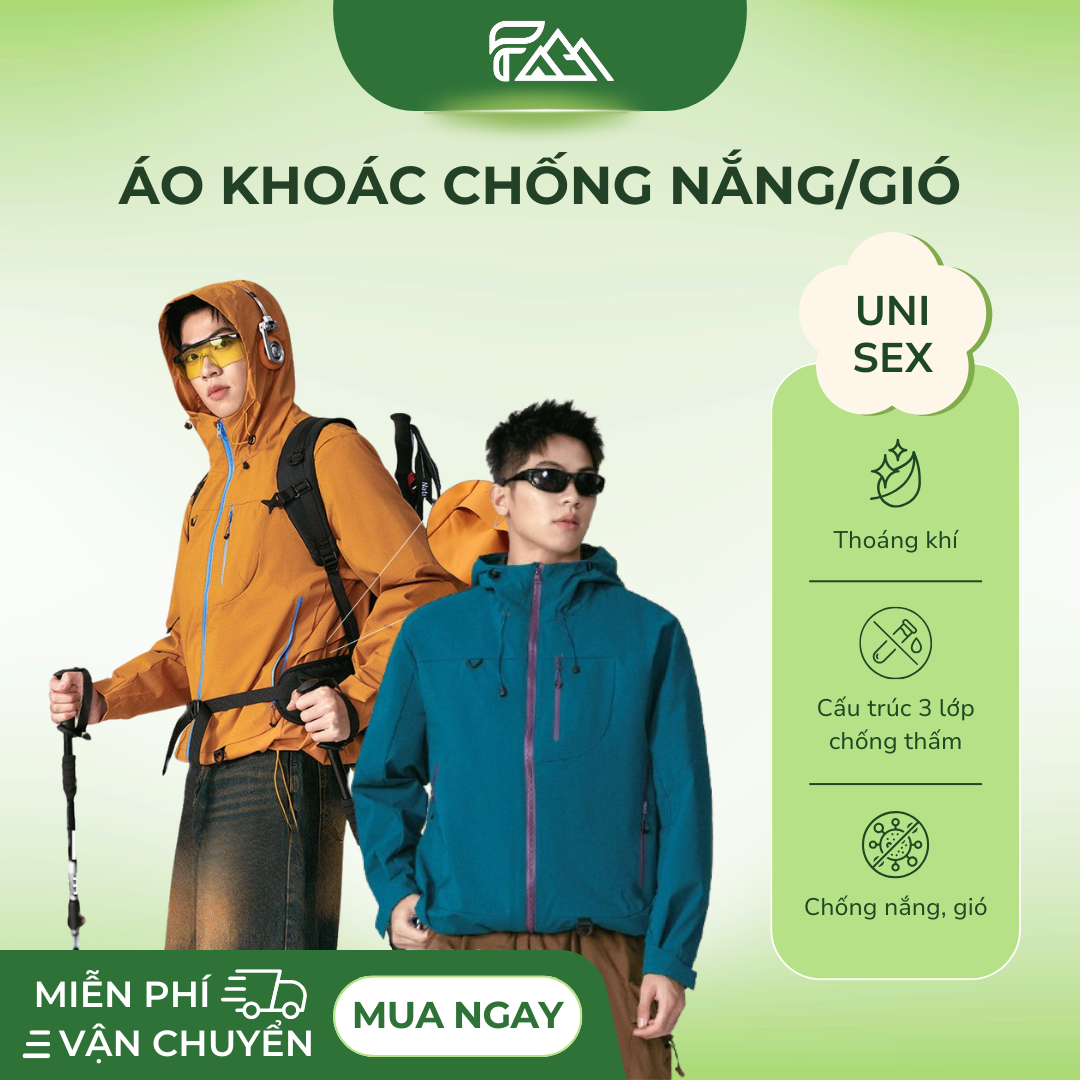 ÁO KHOÁC CHỐNG NẮNG/GIÓ
UNI
SEX
Thoáng khí
Cấu trúc 3 lớp
chống thấm
Chống nắng, gió
MIỄN PHÍ
VẬN CHUYỂN
MUA NGAY